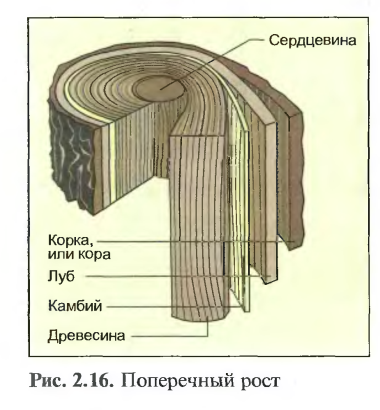 Сердцевина
Корка,
или кора
Луб
Камбий
Древесина
Рис. 2.16. Поперечный рост